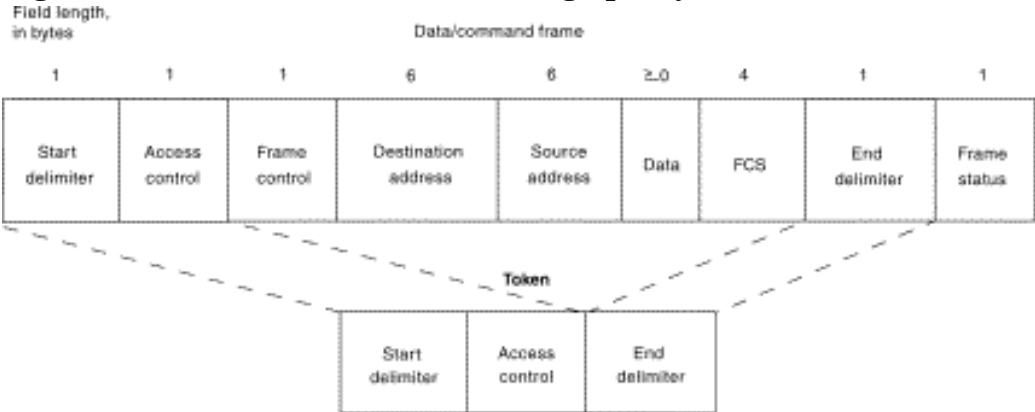 Field length,
in bytes
Data/command frame
1 1 1 6 6 ≥0 4 1 1
Start delimiter
Access control
Frame control
Destination address
Source address
Data
FCS
End delimiter
Frame status
Token
Start delimiter
Access control
End delimiter